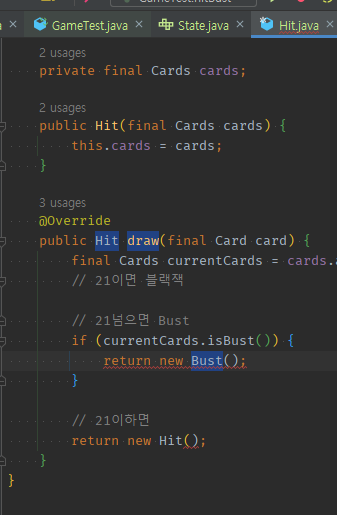 GameTest.hitBust
GameTest.java State.java Hit.java
2 usages
private final Cards cards;
2 usages
public Hit(final Cards cards) {
this.cards = cards;
}
3 usages
@Override
public Hit draw(final Card card) {
final Cards currentCards = cards.
// 21이면 블랙잭
// 21넘으면 Bust
if (currentCards.isBust()) {
return new Bust();
}
// 21이하면
return new Hit();
}
}